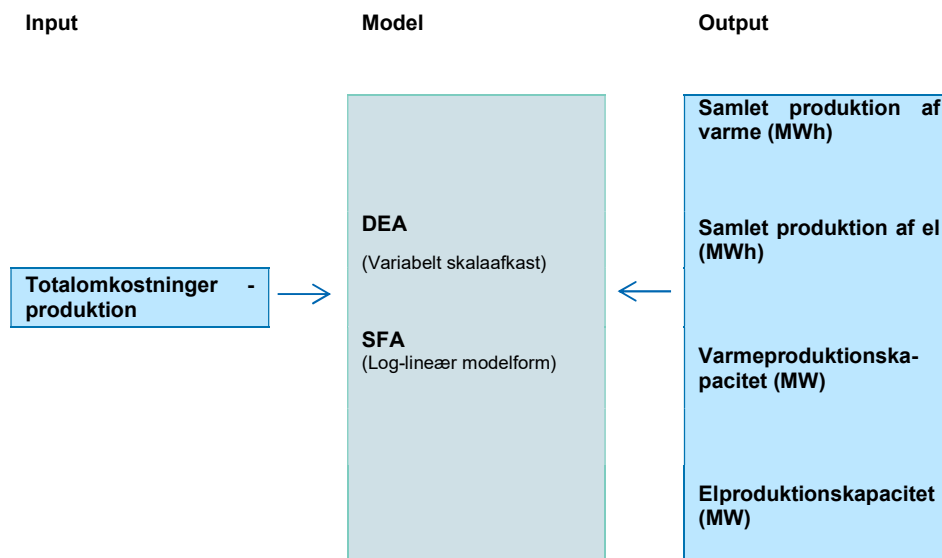 Input
Model
Output
Totalomkostninger -
produktion
DEA
(Variabelt skalaafkast)
SFA
(Log-lineær modelform)
Samlet produktion af
varme (MWh)
Samlet produktion af el
(MWh)
Varmeproduktionska-
pacitet (MW)
Elproduktionskapacitet
(MW)